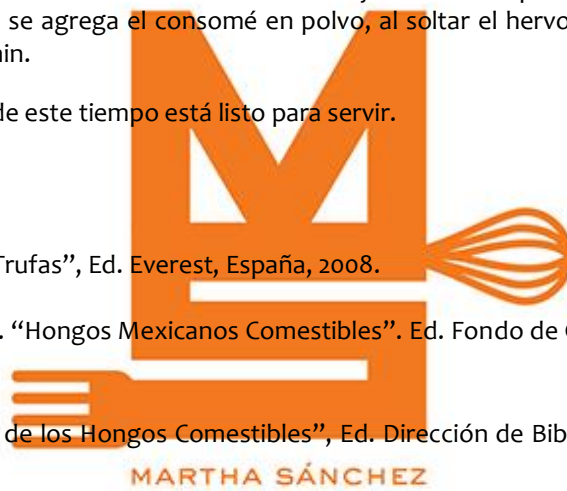 se agrega el consomé en polvo, al soltar el hervo
min.
de este tiempo está listo para servir.
Trufas”, Ed. Everest, España, 2008.
. “Hongos Mexicanos Comestibles”. Ed. Fondo de
de los Hongos Comestibles”, Ed. Dirección de Bib
MARTHA SÁNCHEZ